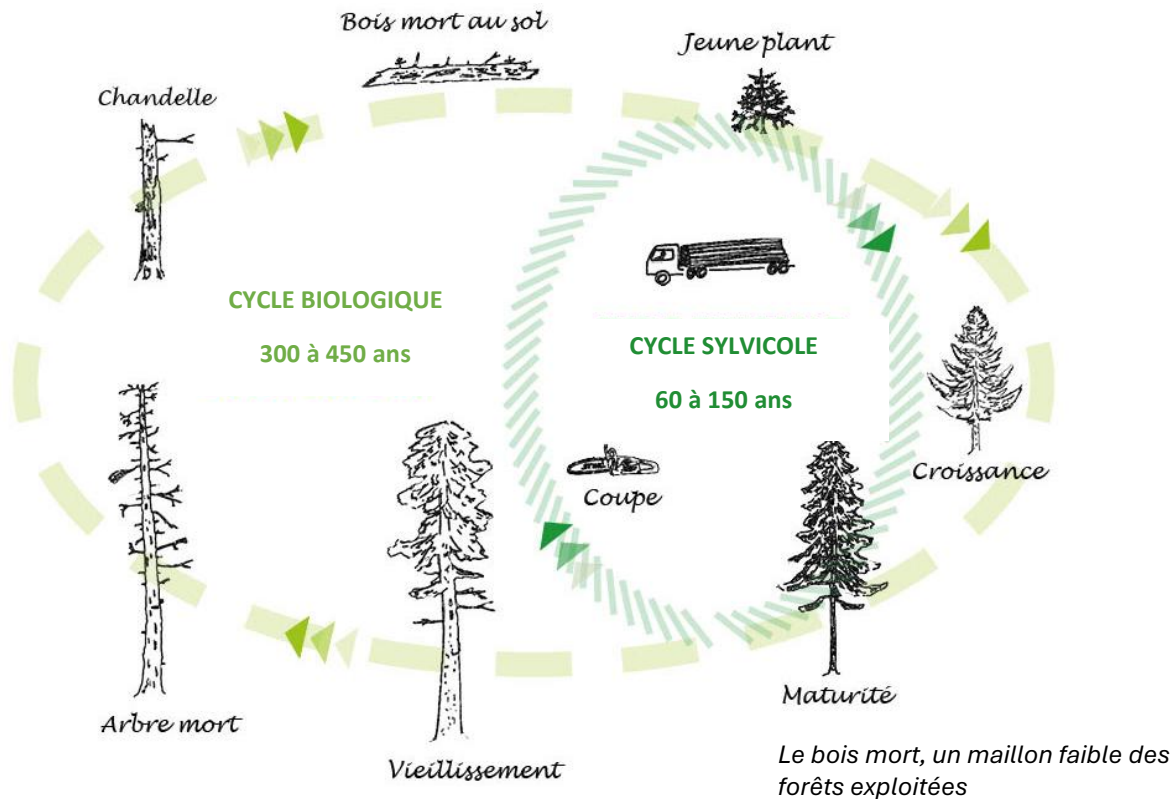 Bois mort au sol
Jeune plant
Chandelle
CYCLE BIOLOGIQUE
300 à 450 ans
CYCLE SYLVICOLE
60 à 150 ans
Croissance
Coupe
Maturité
Arbre mort
Vieillissement
Le bois mort, un maillon faible des
forêts exploitées